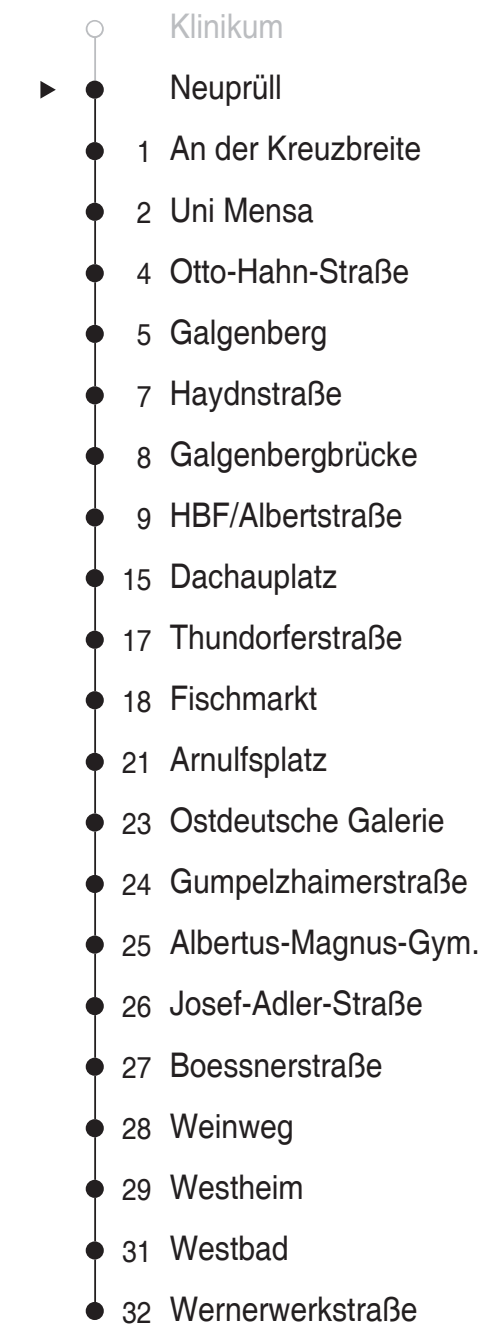 Klinikum
Neuprüll
1 An der Kreuzbreite
2 Uni Mensa
4 Otto-Hahn-Straße
5 Galgenberg
7 Haydnstraße
8 Galgenbergbrücke
9 HBF/Albertstraße
15 Dachauplatz
17 Thundorferstraße
18 Fischmarkt
21 Arnulfsplatz
23 Ostdeutsche Galerie
24 Gumpelzhaimerstraße
25 Albertus-Magnus-Gym.
26 Josef-Adler-Straße
27 Boessnerstraße
28 Weinweg
29 Westheim
31 Westbad
32 Wernerwerkstraße